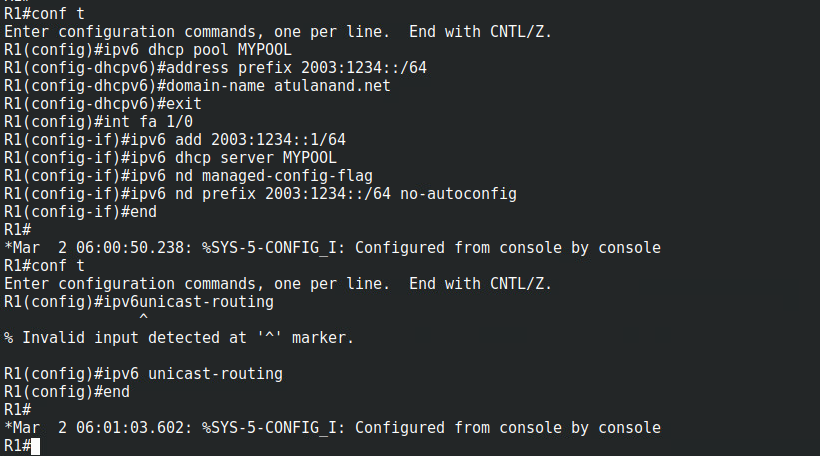 R1#conf t
Enter configuration commands, one per line.  End with CNTL/Z.
R1(config)#ipv6 dhcp pool MYPOOL
R1(config-dhcpv6)#address prefix 2003:1234::/64
R1(config-dhcpv6)#domain-name atulanand.net
R1(config-dhcpv6)#exit
R1(config)#int fa 1/0
R1(config-if)#ipv6 add 2003:1234::1/64
R1(config-if)#ipv6 dhcp server MYPOOL
R1(config-if)#ipv6 nd managed-config-flag
R1(config-if)#ipv6 nd prefix 2003:1234::/64 no-autoconfig
R1(config-if)#end
R1#
*Mar  2 06:00:50.238: %SYS-5-CONFIG_I: Configured from console by console
R1#conf t
Enter configuration commands, one per line.  End with CNTL/Z.
R1(config)#ipv6unicast-routing
               ^
% Invalid input detected at '^' marker.

R1(config)#ipv6 unicast-routing
R1(config)#end
R1#
*Mar  2 06:01:03.602: %SYS-5-CONFIG_I: Configured from console by console
R1#